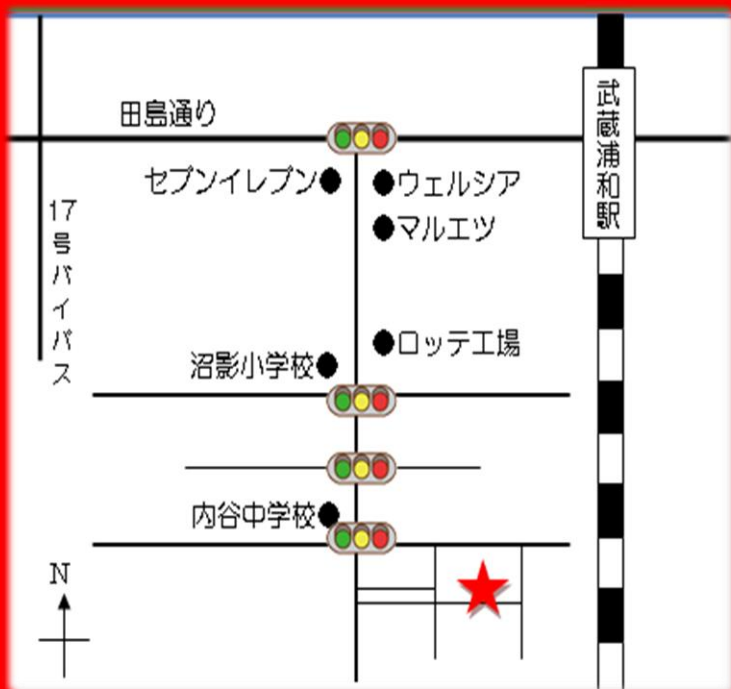 田島通り
武蔵浦和駅
セブンイレブン
ウェルシア
マルエツ
17号バイパス
ロッテ工場
沼影小学校
内谷中学校
N